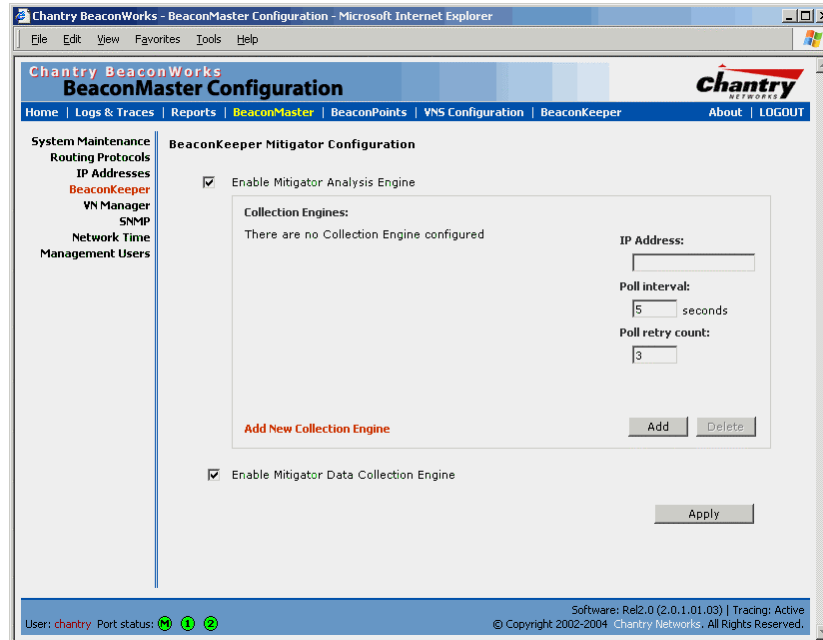 Chantry BeaconWorks - BeaconMaster Configuration - Microsoft Internet Explorer
File Edit View Favorites Tools Help
Chantry BeaconWorks
BeaconMaster Configuration
Chantry
NETWORKS
Home | Logs & Traces | Reports | BeaconMaster | BeaconPoints | VNS Configuration | BeaconKeeper About | LOGOUT
System Maintenance
Routing Protocols
IP Addresses
BeaconKeeper
VN Manager
SNMP
Network Time
Management Users
BeaconKeeper Mitigator Configuration
Enable Mitigator Analysis Engine
Collection Engines:
There are no Collection Engine configured
IP Address:
Poll interval:
5 seconds
Poll retry count:
3
Add New Collection Engine
Add Delete
Enable Mitigator Data Collection Engine
Apply
Software: Rel2.0 (2.0.1.01.03) | Tracing: Active
User: chantry Port status: M 1 2
© Copyright 2002-2004 Chantry Networks. All Rights Reserved.